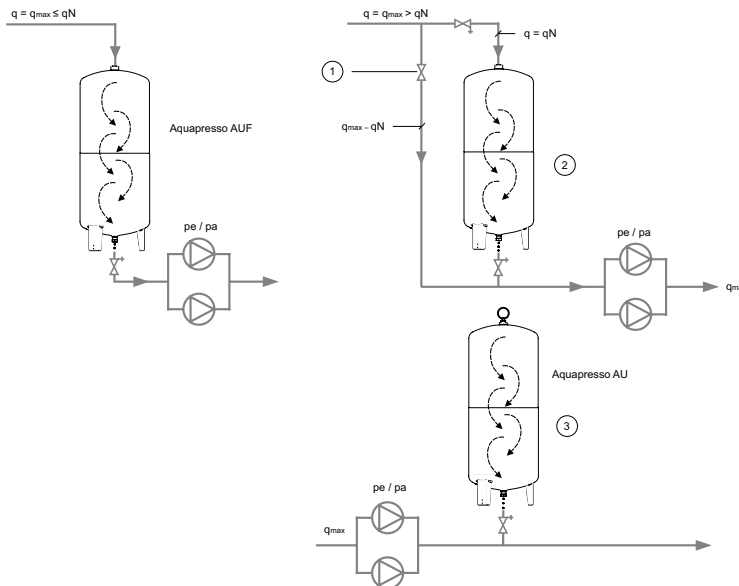 q = qmax ≤ qN
Aquapresso AUF
pe / pa
q = qmax > qN
q = qN
1
qmax – qN
2
pe / pa
qm
Aquapresso AU
3
pe / pa
qmax